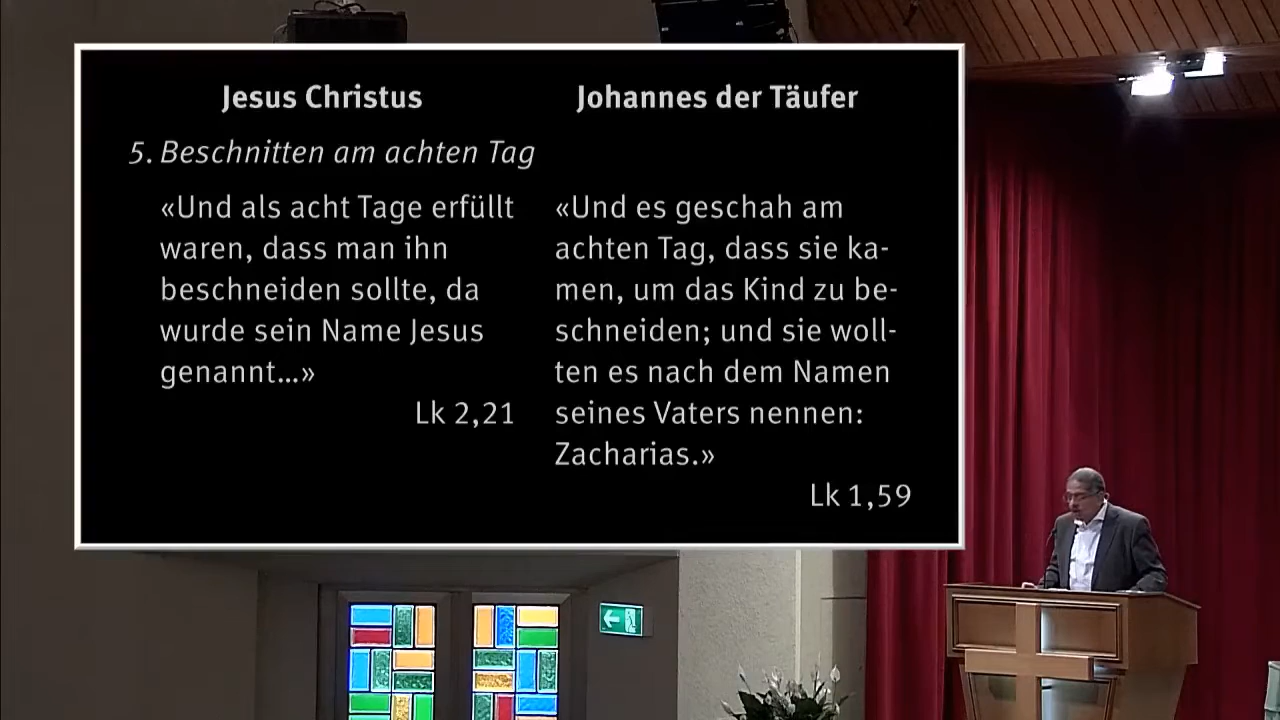 Jesus Christus
Johannes der Täufer
5. Beschnitten am achten Tag
«Und als acht Tage erfüllt
waren, dass man ihn
beschneiden sollte, da
wurde sein Name Jesus
genannt...»
Lk 2,21
«Und es geschah am
achten Tag, dass sie ka-
men, um das Kind zu be-
schneiden; und sie woll-
ten es nach dem Namen
seines Vaters nennen:
Zacharias.»
Lk 1,59